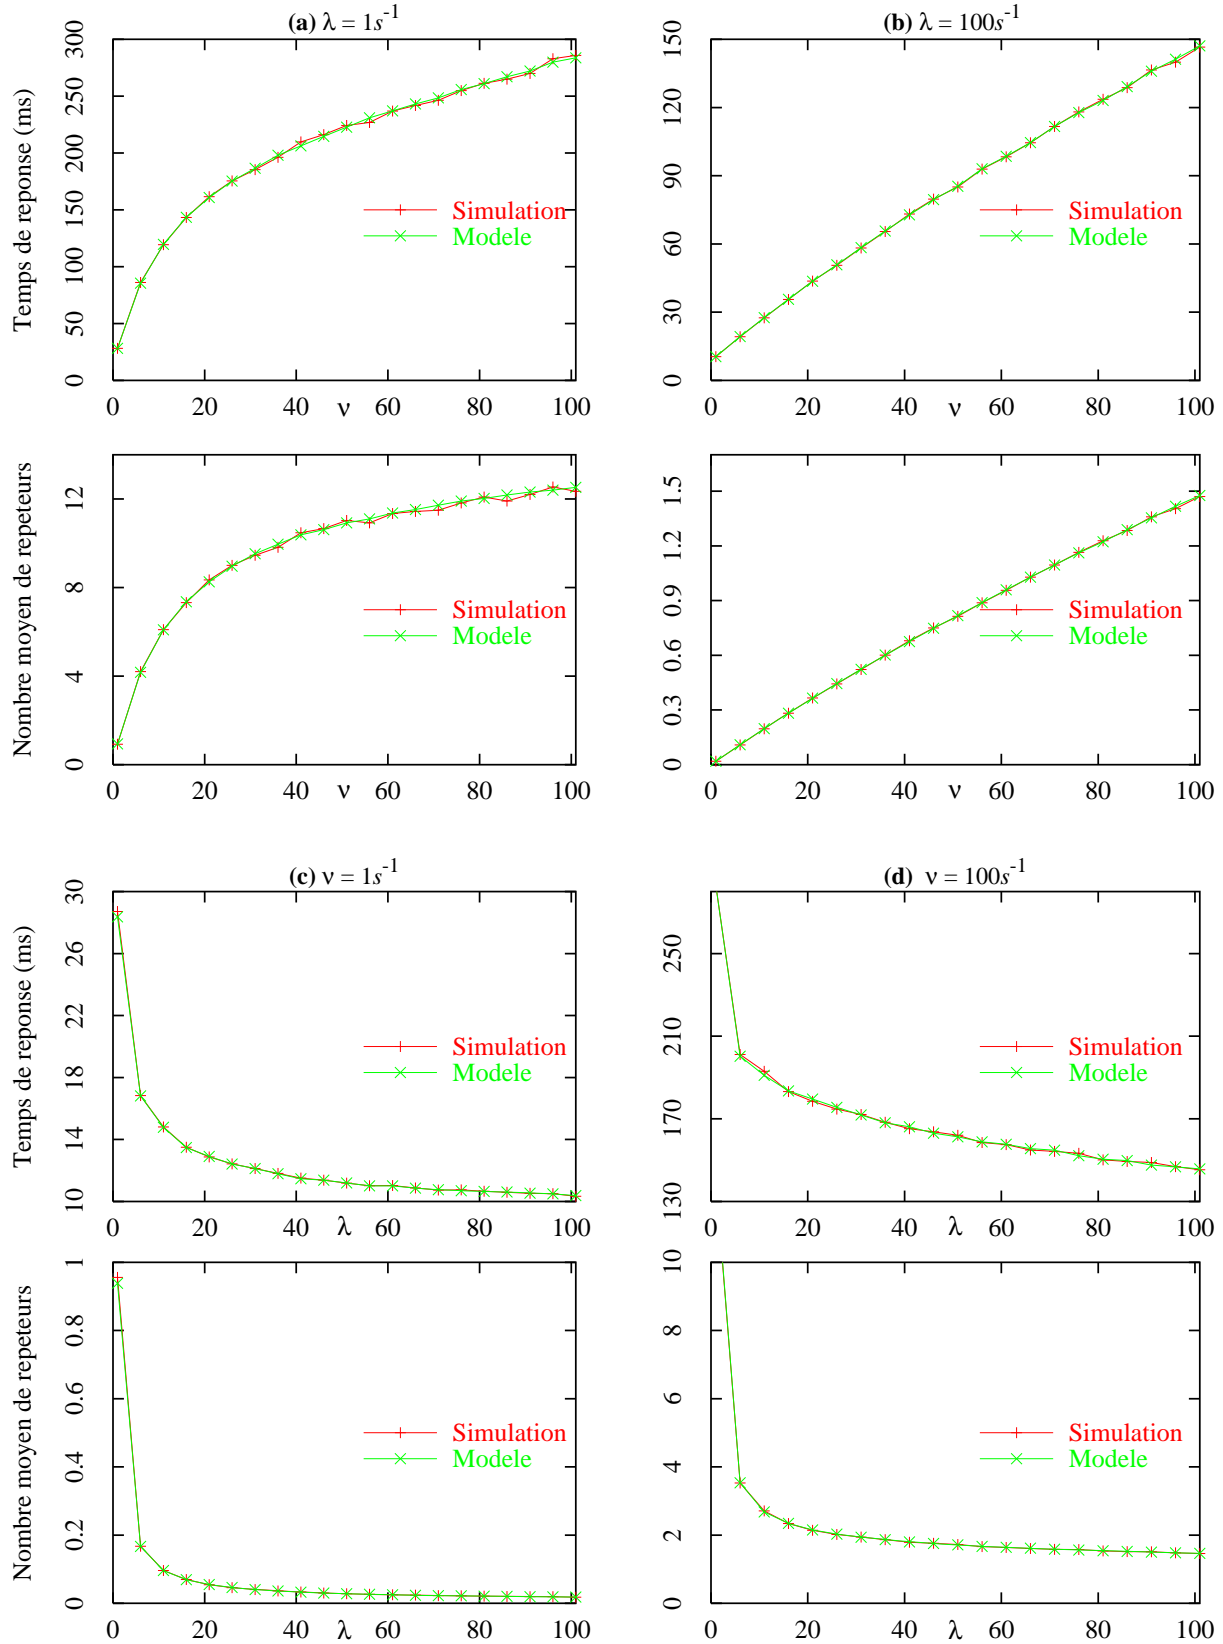 (a) λ = 1s-1
Temps de reponse (ms)
300
250
200
150
100
50
0
Simulation
Modele
0 20 40 ν 60 80 100
(b) λ = 100s-1
150
120
90
60
30
0
Simulation
Modele
0 20 40 ν 60 80 100
Nombre moyen de repeteurs
12
8
4
0
Simulation
Modele
0 20 40 ν 60 80 100
1.5
1.2
0.9
0.6
0.3
0
Simulation
Modele
0 20 40 ν 60 80 100
(c) ν = 1s-1
Temps de reponse (ms)
30
26
22
18
14
10
Simulation
Modele
0 20 40 λ 60 80 100
(d) ν = 100s-1
250
210
170
130
Simulation
Modele
0 20 40 λ 60 80 100
Nombre moyen de repeteurs
1
0.8
0.6
0.4
0.2
0
Simulation
Modele
0 20 40 λ 60 80 100
10
8
6
4
2
0
Simulation
Modele
0 20 40 λ 60 80 100